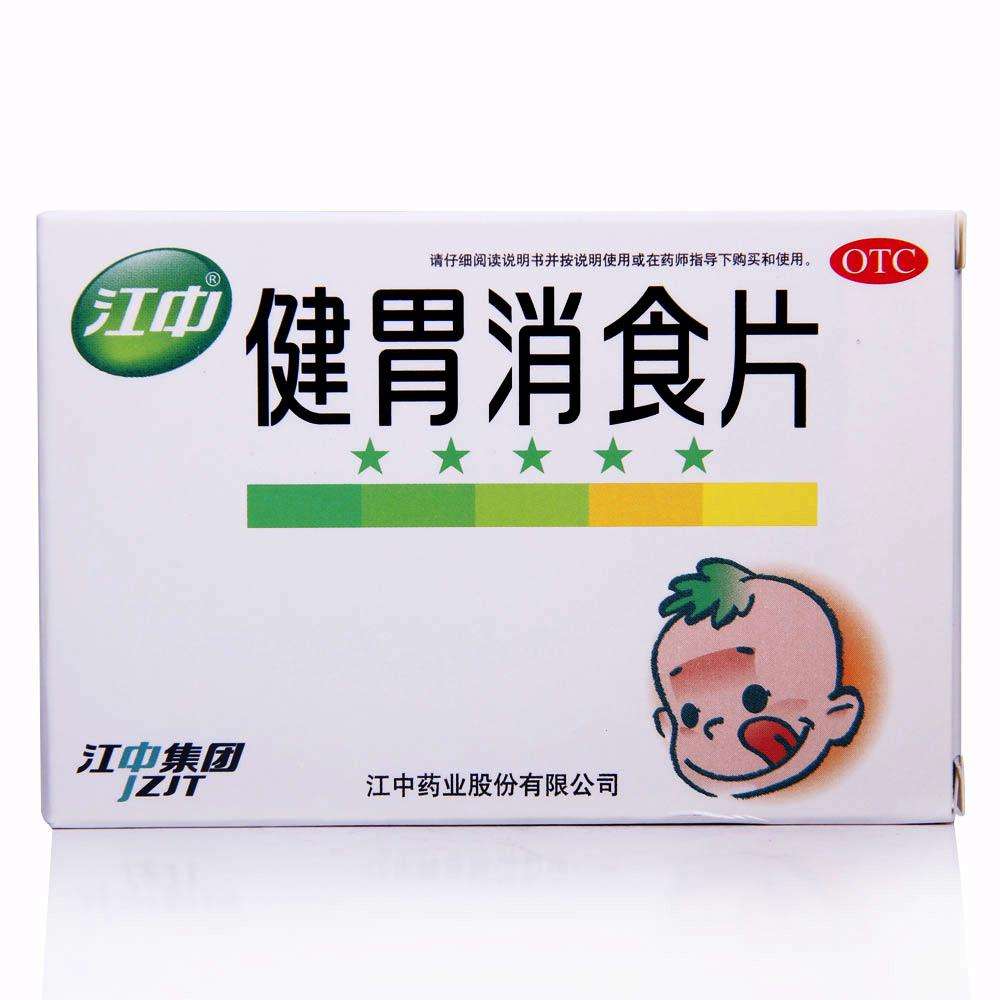 请仔细阅读说明书并按说明使用或在药师指导下购买和使用。
OTC
江中®
健胃消食片
江中集团
JZJT
江中药业股份有限公司